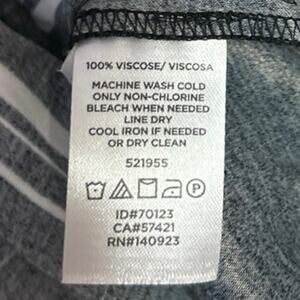 100% VISCOSE/ VISCOSA
MACHINE WASH COLD
ONLY NON-CHLORINE
BLEACH WHEN NEEDED
LINE DRY
COOL IRON IF NEEDED
OR DRY CLEAN
521955
P
ID#70123
CA#57421
RN#140923